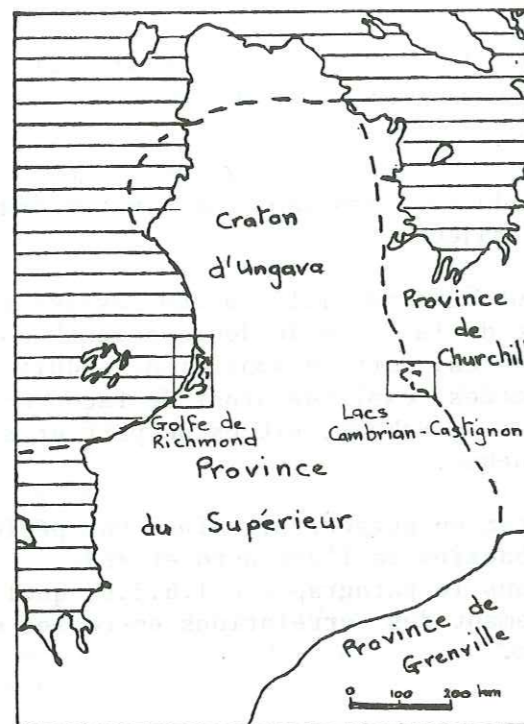 Craton
d'Ungava
Province
de
Churchill
Golfe de
Richmond
Lacs
Cambrian-Castignon
Province
du Supérieur
Province de
Grenville
0 100 200 km